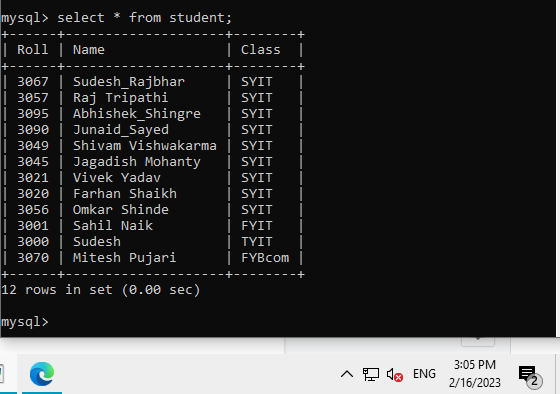 mysql> select * from student;
+------+--------------------+--------+
| Roll | Name               | Class  |
+------+--------------------+--------+
| 3067 | Sudesh_Rajbhar     | SYIT   |
| 3057 | Raj Tripathi       | SYIT   |
| 3095 | Abhishek_Shingre   | SYIT   |
| 3090 | Junaid_Sayed       | SYIT   |
| 3049 | Shivam Vishwakarma | SYIT   |
| 3045 | Jagadish Mohanty   | SYIT   |
| 3021 | Vivek Yadav        | SYIT   |
| 3020 | Farhan Shaikh      | SYIT   |
| 3056 | Omkar Shinde       | SYIT   |
| 3001 | Sahil Naik         | FYIT   |
| 3000 | Sudesh             | TYIT   |
| 3070 | Mitesh Pujari      | FYBcom |
+------+--------------------+--------+
12 rows in set (0.00 sec)
mysql>
ENG
3:05 PM
2/16/2023
2